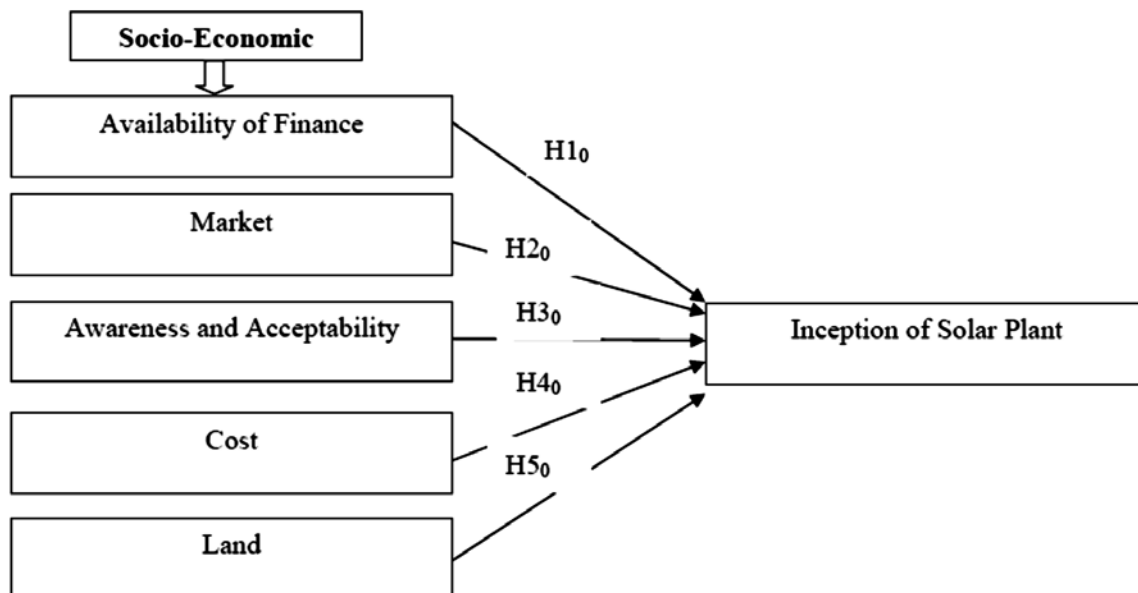 Socio-Economic
Availability of Finance
H1₀
Market
H2₀
Awareness and Acceptability
H3₀
Inception of Solar Plant
H4₀
Cost
H5₀
Land